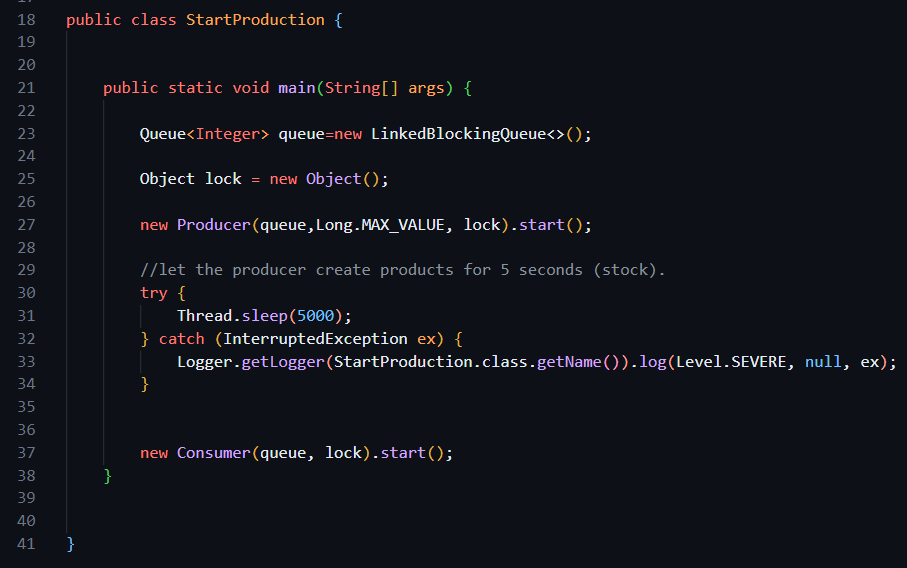 18 public class StartProduction {
19
20
21 public static void main(String[] args) {
22
23 Queue<Integer> queue=new LinkedBlockingQueue<>();
24
25 Object lock = new Object();
26
27 new Producer(queue,Long.MAX_VALUE, lock).start();
28
29 //let the producer create products for 5 seconds (stock).
30 try {
31 Thread.sleep(5000);
32 } catch (InterruptedException ex) {
33 Logger.getLogger(StartProduction.class.getName()).log(Level.SEVERE, null, ex);
34 }
35
36
37 new Consumer(queue, lock).start();
38 }
39
40
41 }